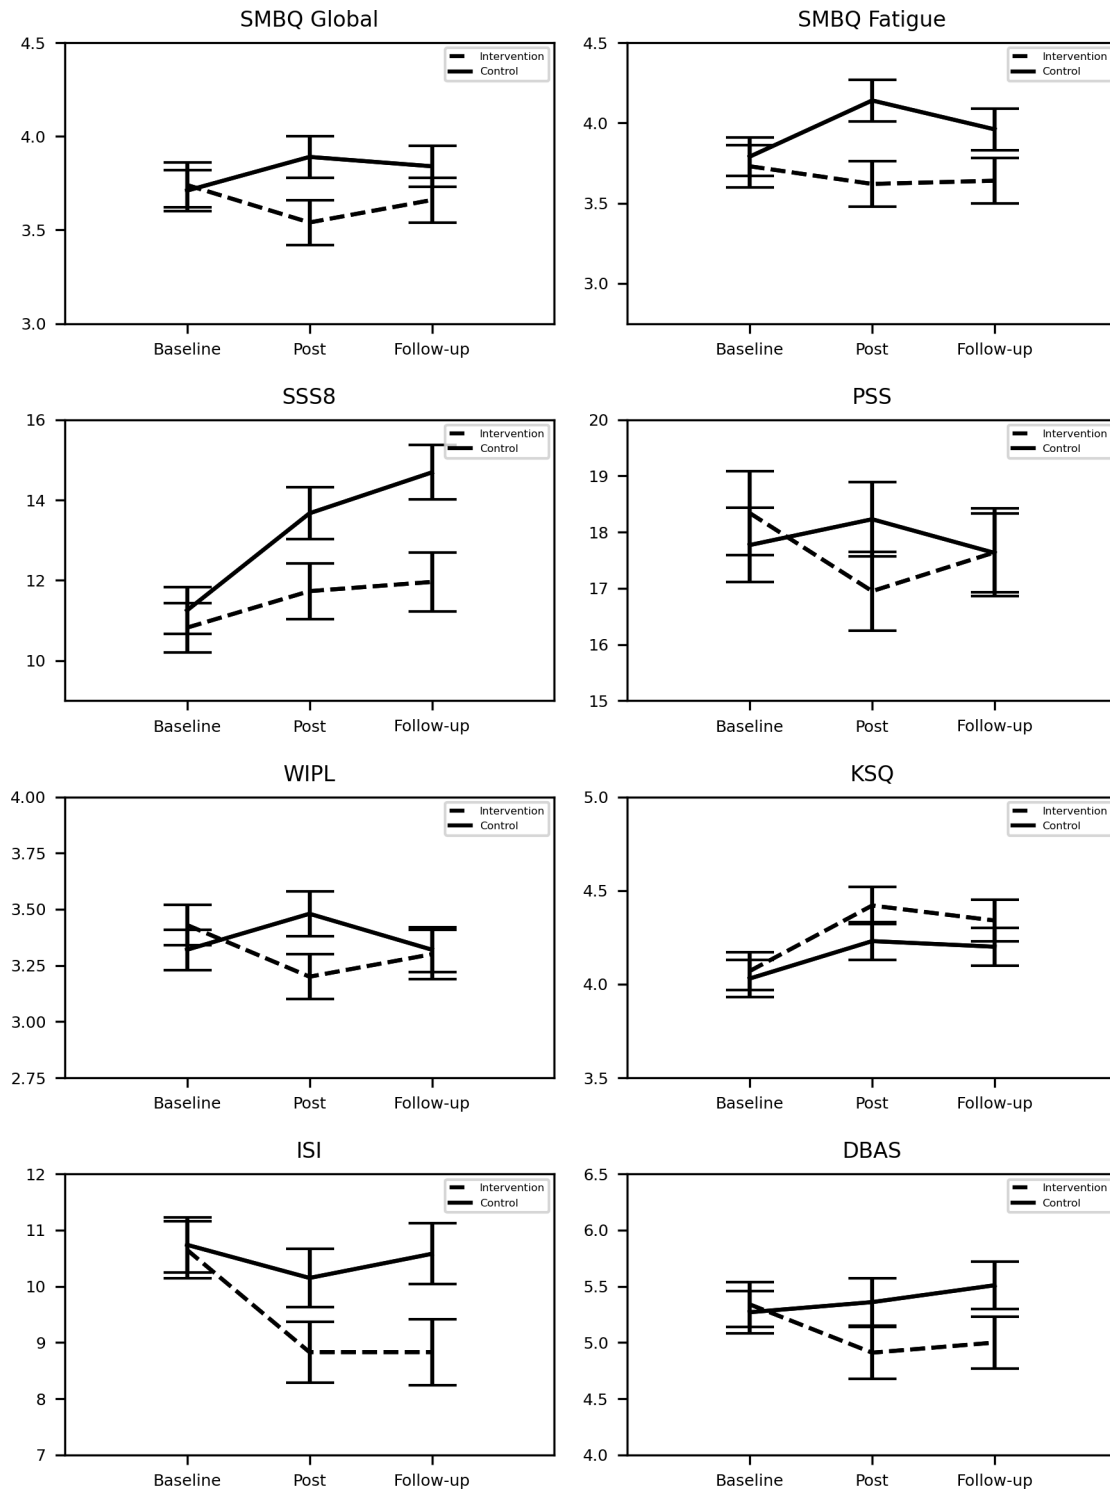 SMBQ Global
4.5
4.0
3.5
3.0
Intervention
Control
Baseline Post Follow-up
SMBQ Fatigue
4.5
4.0
3.5
3.0
Intervention
Control
Baseline Post Follow-up
SSS8
16
14
12
10
Intervention
Control
Baseline Post Follow-up
PSS
20
19
18
17
16
15
Intervention
Control
Baseline Post Follow-up
WIPL
4.00
3.75
3.50
3.25
3.00
2.75
Intervention
Control
Baseline Post Follow-up
KSQ
5.0
4.5
4.0
3.5
Intervention
Control
Baseline Post Follow-up
ISI
12
11
10
9
8
7
Intervention
Control
Baseline Post Follow-up
DBAS
6.5
6.0
5.5
5.0
4.5
4.0
Intervention
Control
Baseline Post Follow-up